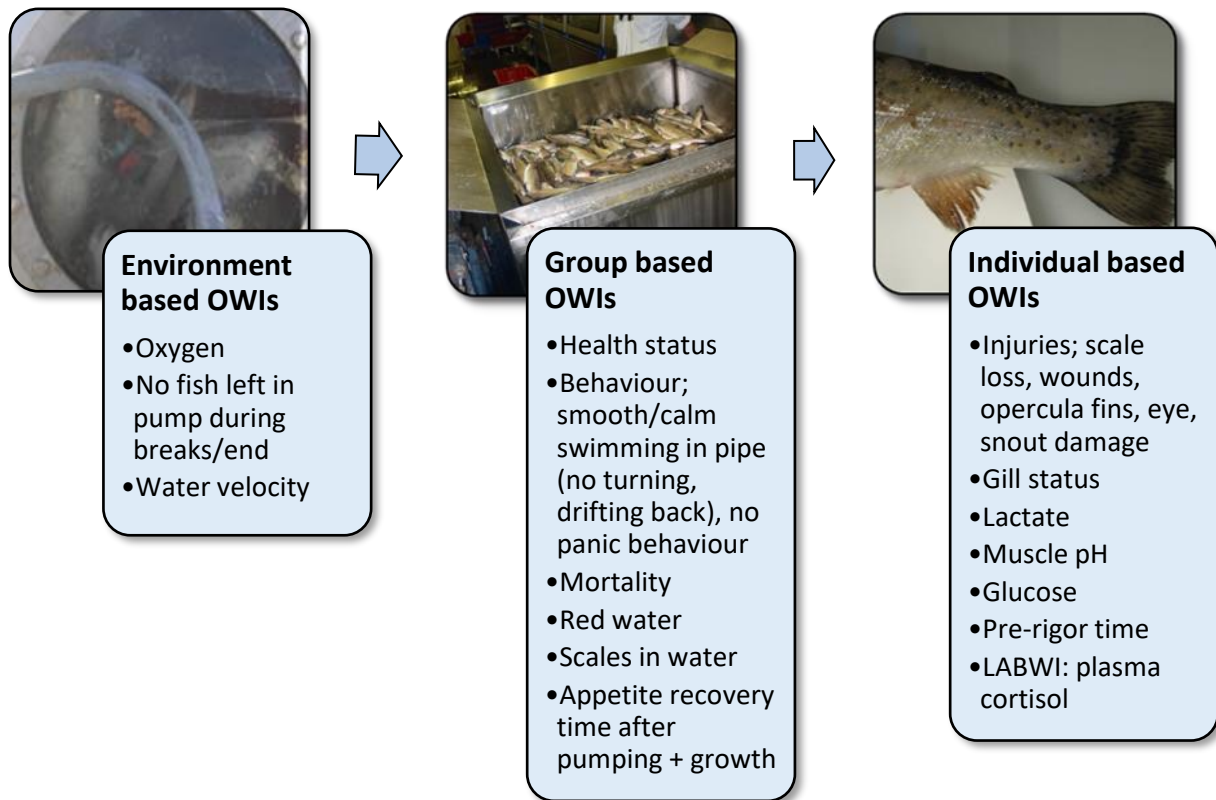 Environment
based OWIs
•Oxygen
•No fish left in
pump during
breaks/end
•Water velocity
Group based
OWIs
•Health status
•Behaviour;
smooth/calm
swimming in pipe
(no turning,
drifting back), no
panic behaviour
•Mortality
•Red water
•Scales in water
•Appetite recovery
time after
pumping + growth
Individual based
OWIs
•Injuries; scale
loss, wounds,
opercula fins, eye,
snout damage
•Gill status
•Lactate
•Muscle pH
•Glucose
•Pre-rigor time
•LABWI: plasma
cortisol